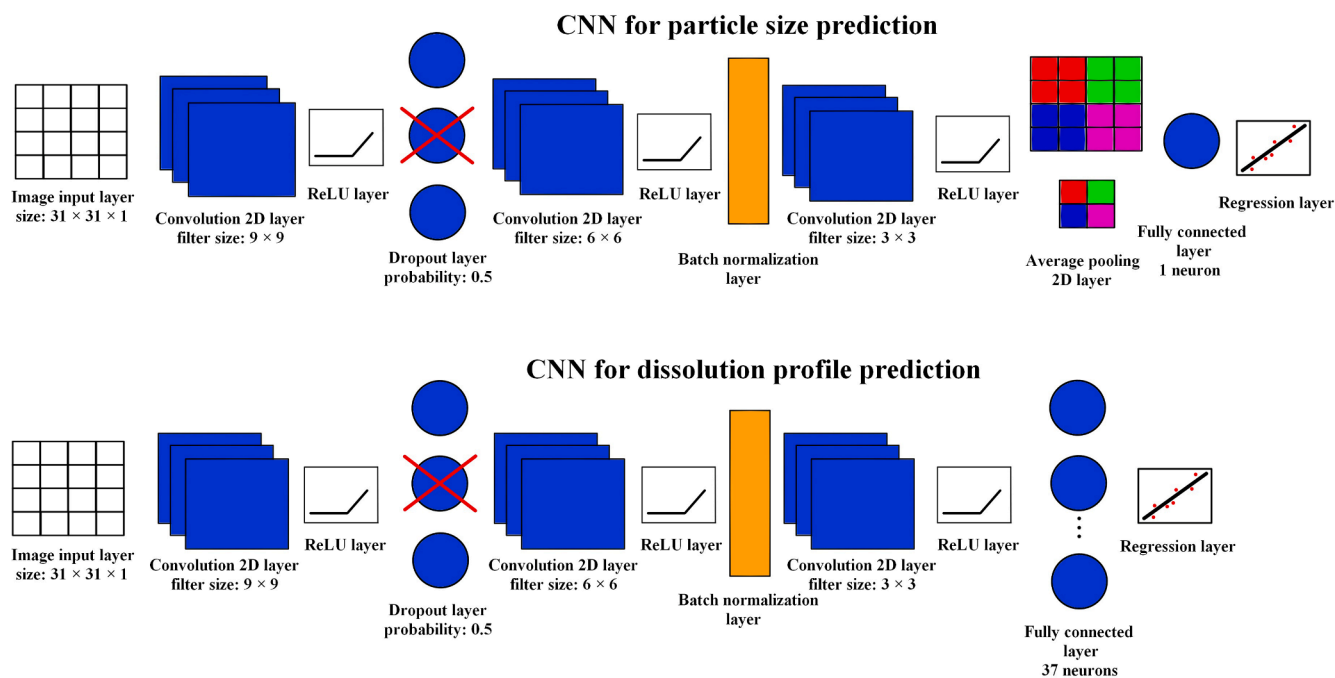 CNN for particle size prediction
Image input layer
size: 31 × 31 × 1
Convolution 2D layer
filter size: 9 × 9
ReLU layer
Dropout layer
probability: 0.5
Convolution 2D layer
filter size: 6 × 6
ReLU layer
Batch normalization
layer
Convolution 2D layer
filter size: 3 × 3
ReLU layer
Average pooling
2D layer
Fully connected
layer
1 neuron
Regression layer
CNN for dissolution profile prediction
Image input layer
size: 31 × 31 × 1
Convolution 2D layer
filter size: 9 × 9
ReLU layer
Dropout layer
probability: 0.5
Convolution 2D layer
filter size: 6 × 6
ReLU layer
Batch normalization
layer
Convolution 2D layer
filter size: 3 × 3
ReLU layer
Fully connected
layer
37 neurons
Regression layer